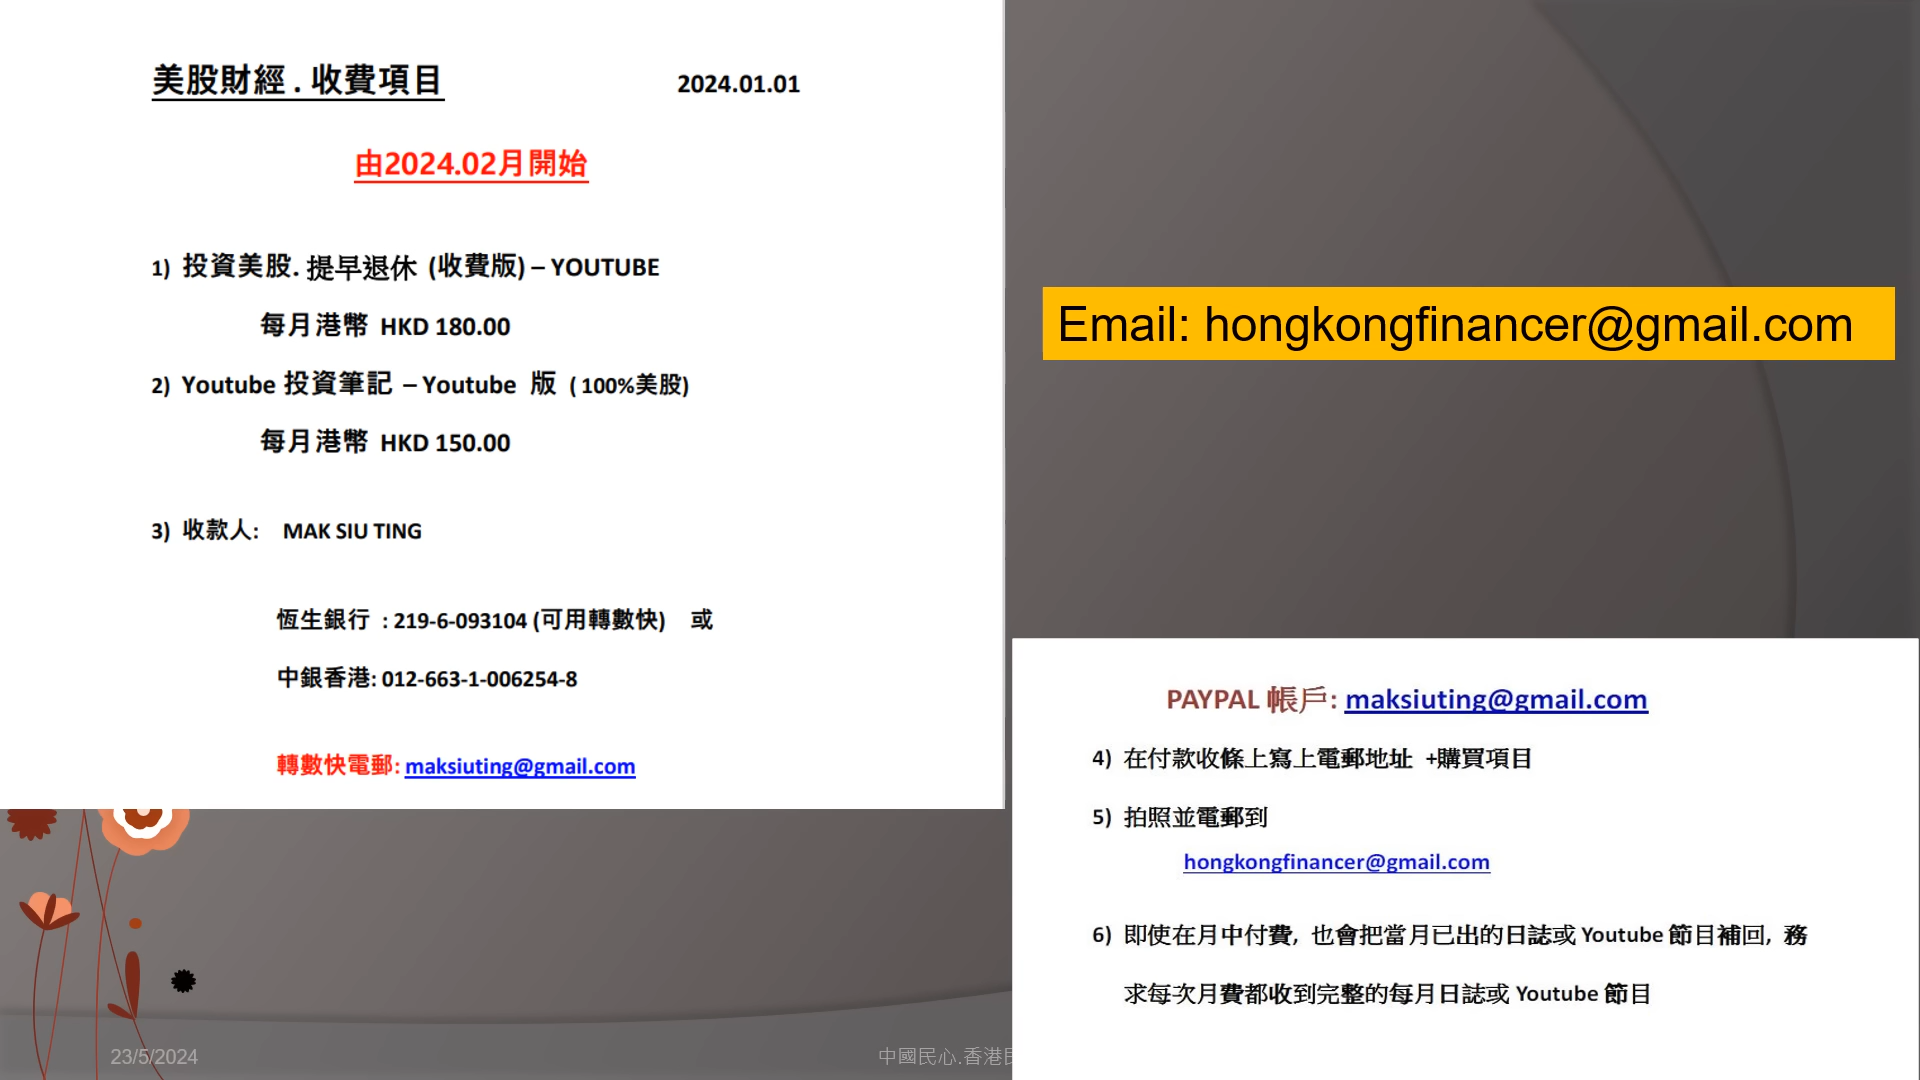 美股財經 . 收費項目 2024.01.01
由2024.02月開始
1) 投資美股. 提早退休 (收費版) – YOUTUBE
每月港幣 HKD 180.00
2) Youtube 投資筆記 – Youtube 版 ( 100%美股)
每月港幣 HKD 150.00
3) 收款人: MAK SIU TING
恆生銀行 : 219-6-093104 (可用轉數快) 或
中銀香港: 012-663-1-006254-8
轉數快電郵: maksiuting@gmail.com
Email: hongkongfinancer@gmail.com
PAYPAL 帳戶: maksiuting@gmail.com
4) 在付款收條上寫上電郵地址 +購買項目
5) 拍照並電郵到
hongkongfinancer@gmail.com
6) 即使在月中付費, 也會把當月已出的日誌或 Youtube 節目補回, 務
求每次月費都收到完整的每月日誌或 Youtube 節目
23/5/2024
中國民心.香港